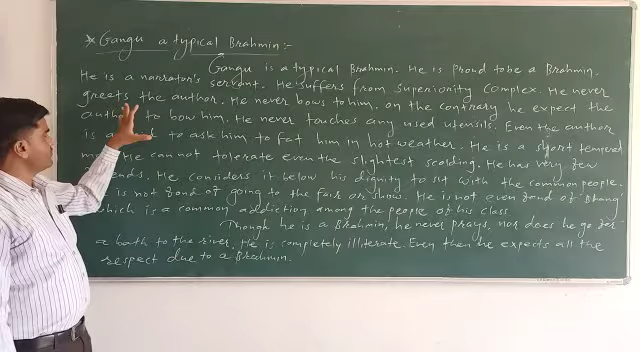 * Gangu a typical Brahmin:-
Gangu is a typical Brahmin. He is proud to be a Brahmin.
He is a narrator's servant. He suffers from superiority complex. He never
greets the author. He never bows to him. on the contrary he expect the
author to bow him. He never touches any used utensils. Even the author
is to ask him to fat him in hot weather. He is a short tempered
He can not tolerate even the slightest scolding. He has very few
He considers it below his dignity to sit with the common people.
is not fond of going to the fair or show. He is not even fond of Bhang
which is a common addiction among the people of his class
Though he is a Brahmin, he never prays, nor does he go for
a bath to the river. He is completely illiterate. Even then he expects all the
respect due to a Brahmin.